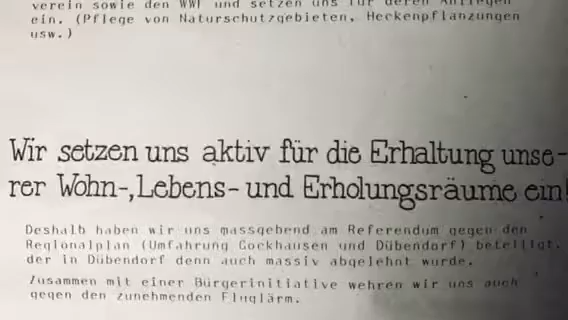 verein sowie den WWF und setzen uns für deren Anliegen
ein. (Pflege von Naturschutzgebieten, Heckenpflanzungen
usw.)
Wir setzen uns aktiv für die Erhaltung unse-
rer Wohn-, Lebens- und Erholungsräume ein!
Deshalb haben wir uns massgebend am Referendum gegen den
Regionalplan (Umfahrung Gockhausen und Dübendorf) beteiligt,
der in Dübendorf denn auch massiv abgelehnt wurde.
Zusammen mit einer Bürgerinitiative wehren wir uns auch
gegen den zunehmenden Fluglärm.